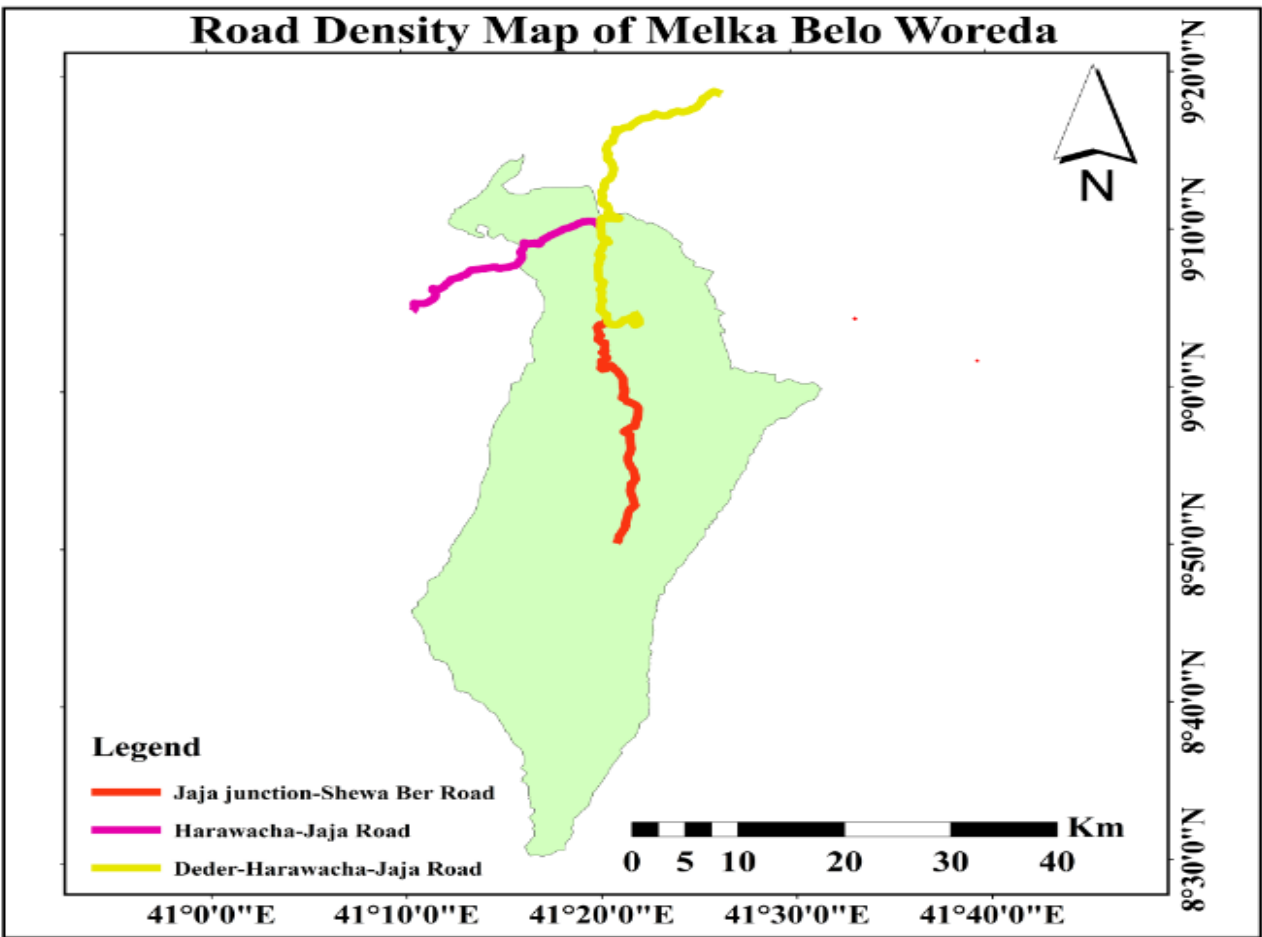 Road Density Map of Melka Belo Woreda
N
9°20'0"N
9°10'0"N
9°0'0"N
8°50'0"N
8°40'0"N
8°30'0"N
Legend
Jaja junction-Shewa Ber Road
Harawacha-Jaja Road
Deder-Harawacha-Jaja Road
Km
0 5 10 20 30 40
41°0'0"E 41°10'0"E 41°20'0"E 41°30'0"E 41°40'0"E